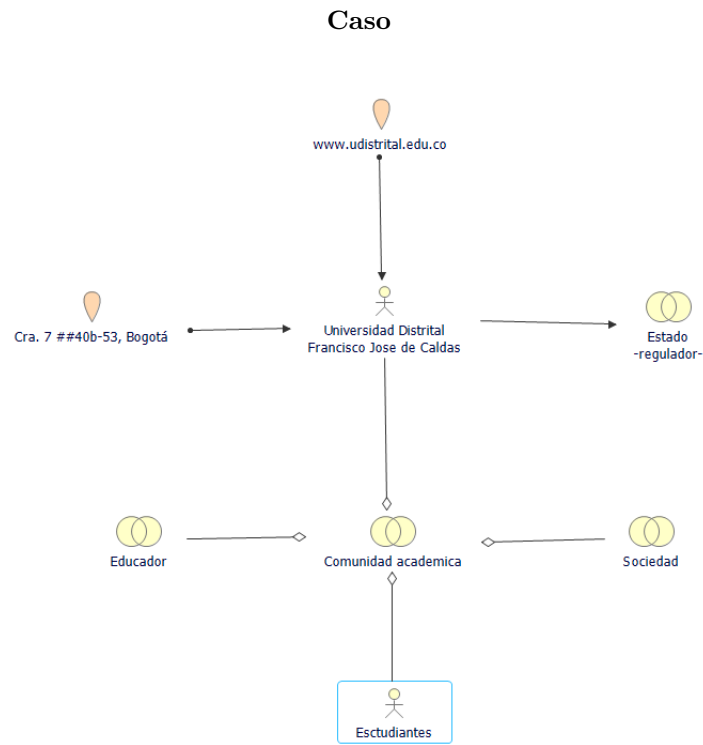 Caso
www.udistrital.edu.co
Cra. 7 ##40b-53, Bogotá
Universidad Distrital
Francisco Jose de Caldas
Estado
-regulador-
Educador
Comunidad academica
Sociedad
Esctudiantes